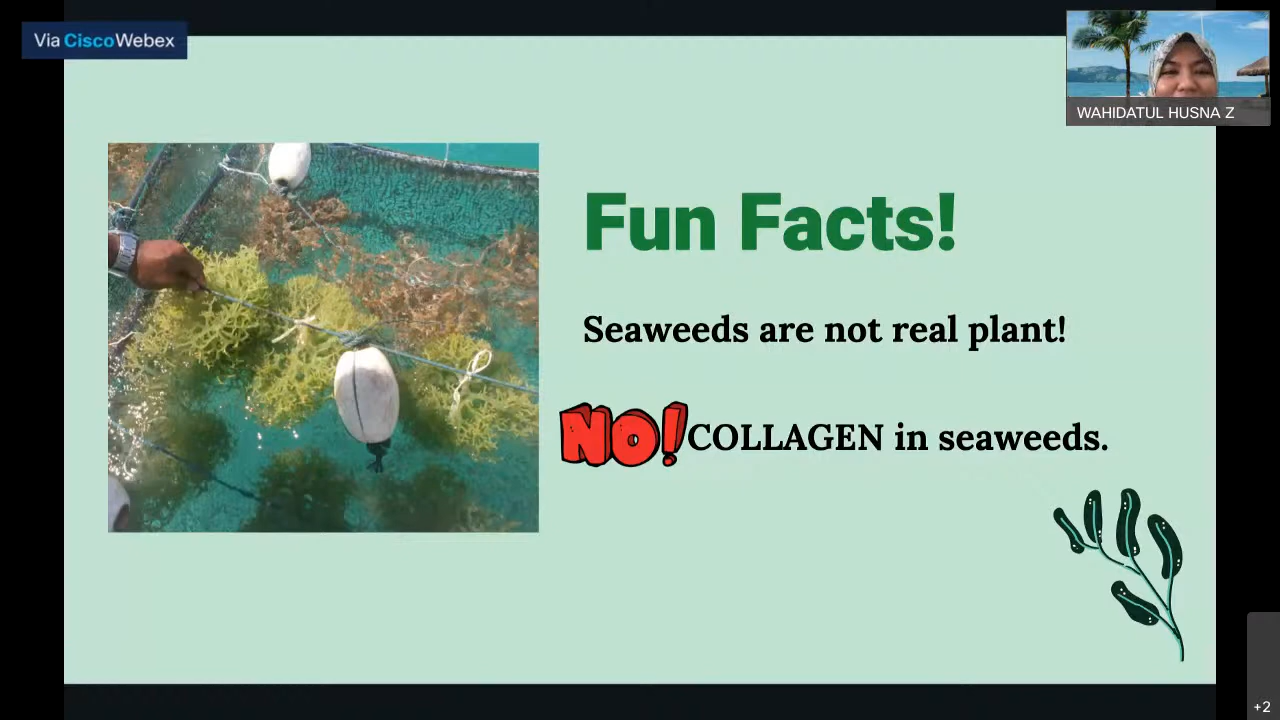 Via CiscoWebex
WAHIDATUL HUSNA Z
Fun Facts!
Seaweeds are not real plant!
NO! COLLAGEN in seaweeds.
+2